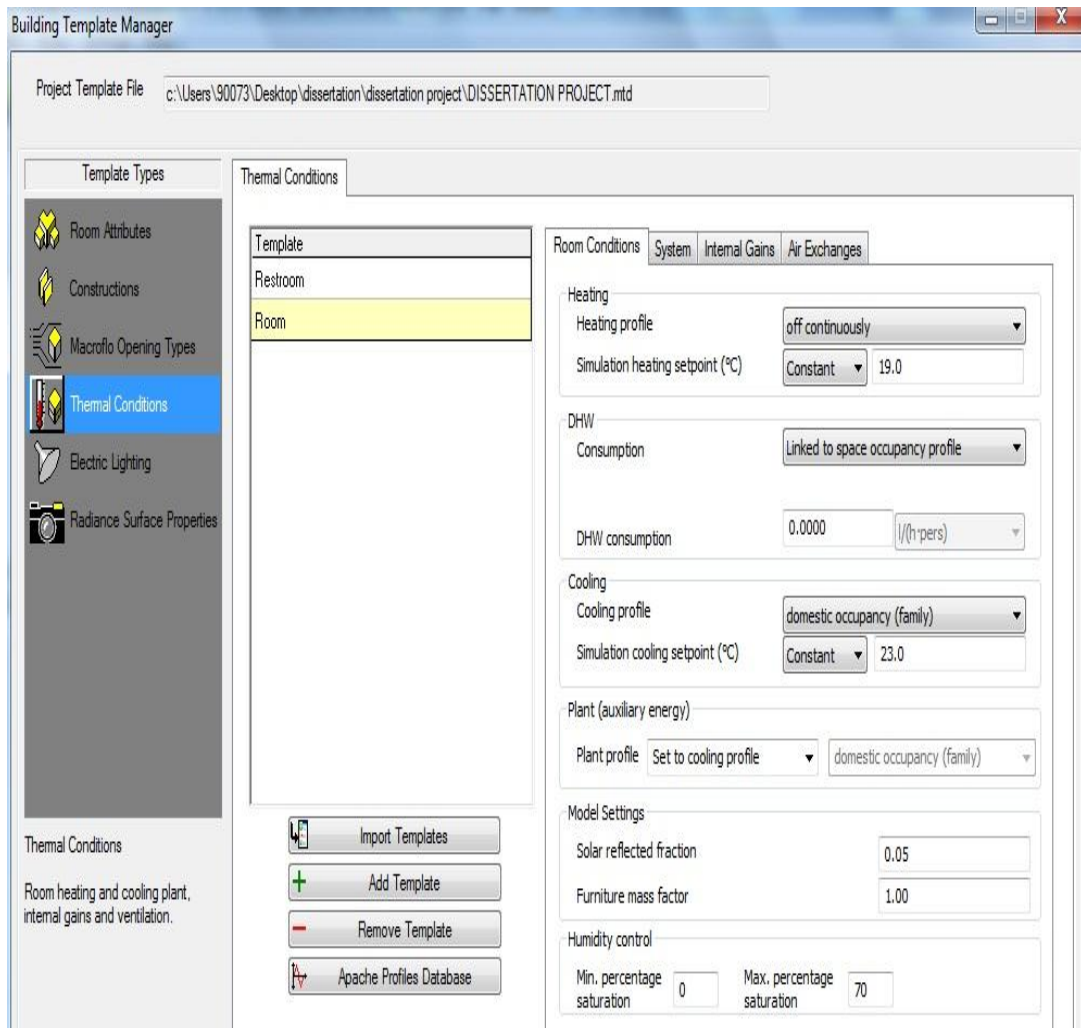 Building Template Manager
X
Project Template File c:\Users\90073\Desktop\dissertation\dissertation project\DISSERTATION PROJECT.mtd
Template Types
Room Attributes
Constructions
Macroflo Opening Types
Thermal Conditions
Electric Lighting
Radiance Surface Properties
Thermal Conditions
Room heating and cooling plant,
internal gains and ventilation.
Thermal Conditions
Template
Restroom
Room
Import Templates
Add Template
Remove Template
Apache Profiles Database
Room Conditions System Internal Gains Air Exchanges
Heating
Heating profile off continuously
Simulation heating setpoint (°C) Constant 19.0
DHW
Consumption Linked to space occupancy profile
DHW consumption 0.0000 l/(h·pers)
Cooling
Cooling profile domestic occupancy (family)
Simulation cooling setpoint (°C) Constant 23.0
Plant (auxiliary energy)
Plant profile Set to cooling profile domestic occupancy (family)
Model Settings
Solar reflected fraction 0.05
Furniture mass factor 1.00
Humidity control
Min. percentage
saturation 0
Max. percentage
saturation 70